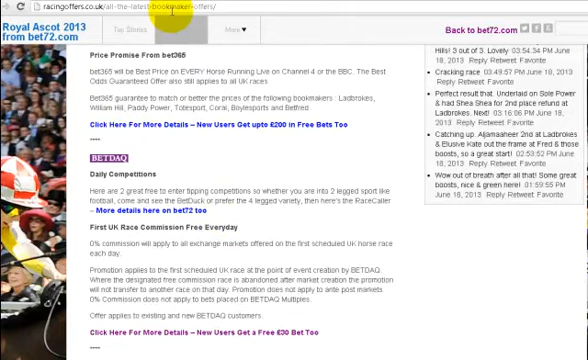 racingoffers.co.uk/all-the-latest-bookmaker-offers/
Royal Ascot 2013
from bet72.com
Top Stories
More
Back to bet72.com
Price Promise From bet365
bet365 will be Best Price on EVERY Horse Running Live on Channel 4 or the BBC. The Best
Odds Guaranteed Offer also still applies to all UK races
Bet365 guarantee to match or better the prices of the following bookmakers : Ladbrokes,
William Hill, Paddy Power, Totesport, Coral, Boylesports and Betfred
Click Here For More Details – New Users Get upto £200 in Free Bets Too
----
BETDAQ
Daily Competitions
Here are 2 great free to enter tipping competitions so whether you are into 2 legged sport like
football, come and see the BetDuck or prefer the 4 legged variety, then here's the RaceCaller
– More details here on bet72 too
First UK Race Commission Free Everyday
0% commission will apply to all exchange markets offered on the first scheduled UK horse race
each day.
Promotion applies to the first scheduled UK race at the point of event creation by BETDAQ.
Where the designated free commission race is abandoned after market creation the promotion
will not transfer to another race on that day. Promotion does not apply to ante post markets
0% Commission does not apply to bets placed on BETDAQ Multiples.
Offer applies to existing and new BETDAQ customers.
Click Here For More Details – New Users Get a Free £30 Bet Too
----
Hills! 3 out of 3. Lovely 03:54:34 PM June
18, 2013 Reply Retweet Favorite
Cracking race 03:49:57 PM June 18, 2013
Reply Retweet Favorite
Perfect result that. Underlaid on Sole Power
& had Shea Shea for 2nd place refund at
Ladbrokes. Next! 03:16:06 PM June 18,
2013 Reply Retweet Favorite
Catching up. Aljamaaheer 2nd at Ladbrokes
& Elusive Kate out the frame at Fred & those
boosts, so a great start! 02:53:52 PM June
18, 2013 Reply Retweet Favorite
Wow out of breath after all that! Some great
boosts, nice & green here! 01:59:55 PM
June 18, 2013 Reply Retweet Favorite